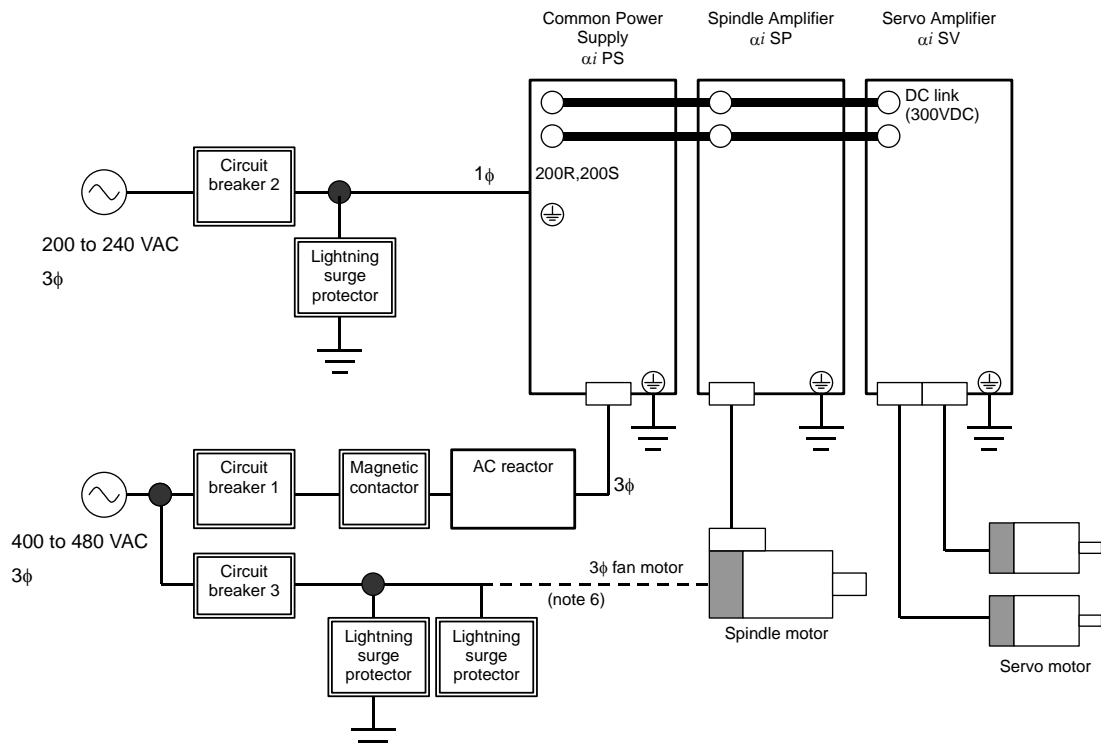 Common Power
Supply
αi PS
Spindle Amplifier
αi SP
Servo Amplifier
αi SV
DC link
(300VDC)
Circuit
breaker 2
1ϕ
200R,200S
200 to 240 VAC
3ϕ
Lightning
surge
protector
Circuit
breaker 1
Magnetic
contactor
AC reactor
3ϕ
400 to 480 VAC
3ϕ
Circuit
breaker 3
3ϕ fan motor
(note 6)
Lightning
surge
protector
Lightning
surge
protector
Spindle motor
Servo motor